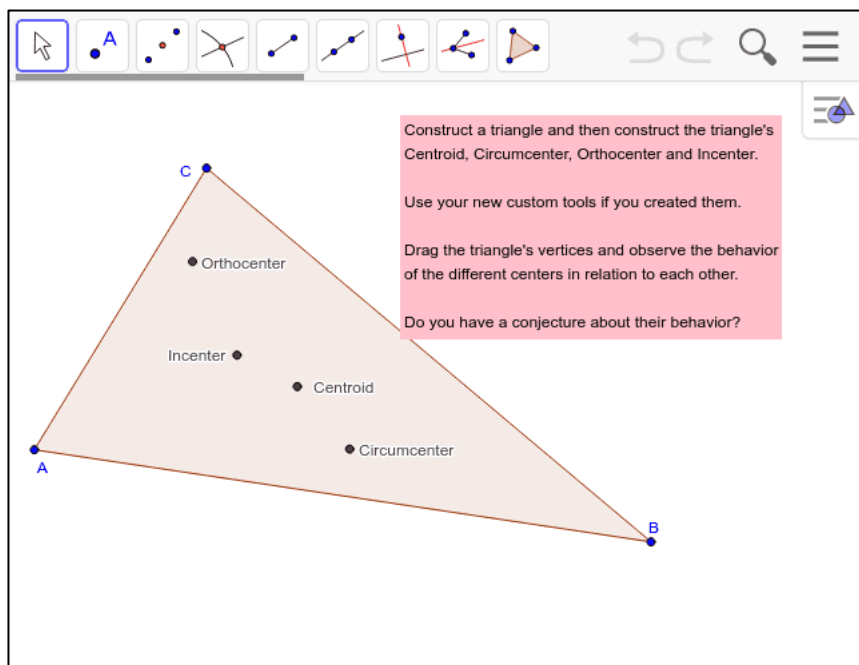 A
Construct a triangle and then construct the triangle's
Centroid, Circumcenter, Orthocenter and Incenter.
Use your new custom tools if you created them.
Drag the triangle's vertices and observe the behavior
of the different centers in relation to each other.
Do you have a conjecture about their behavior?
C
Orthocenter
Incenter
Centroid
Circumcenter
A
B